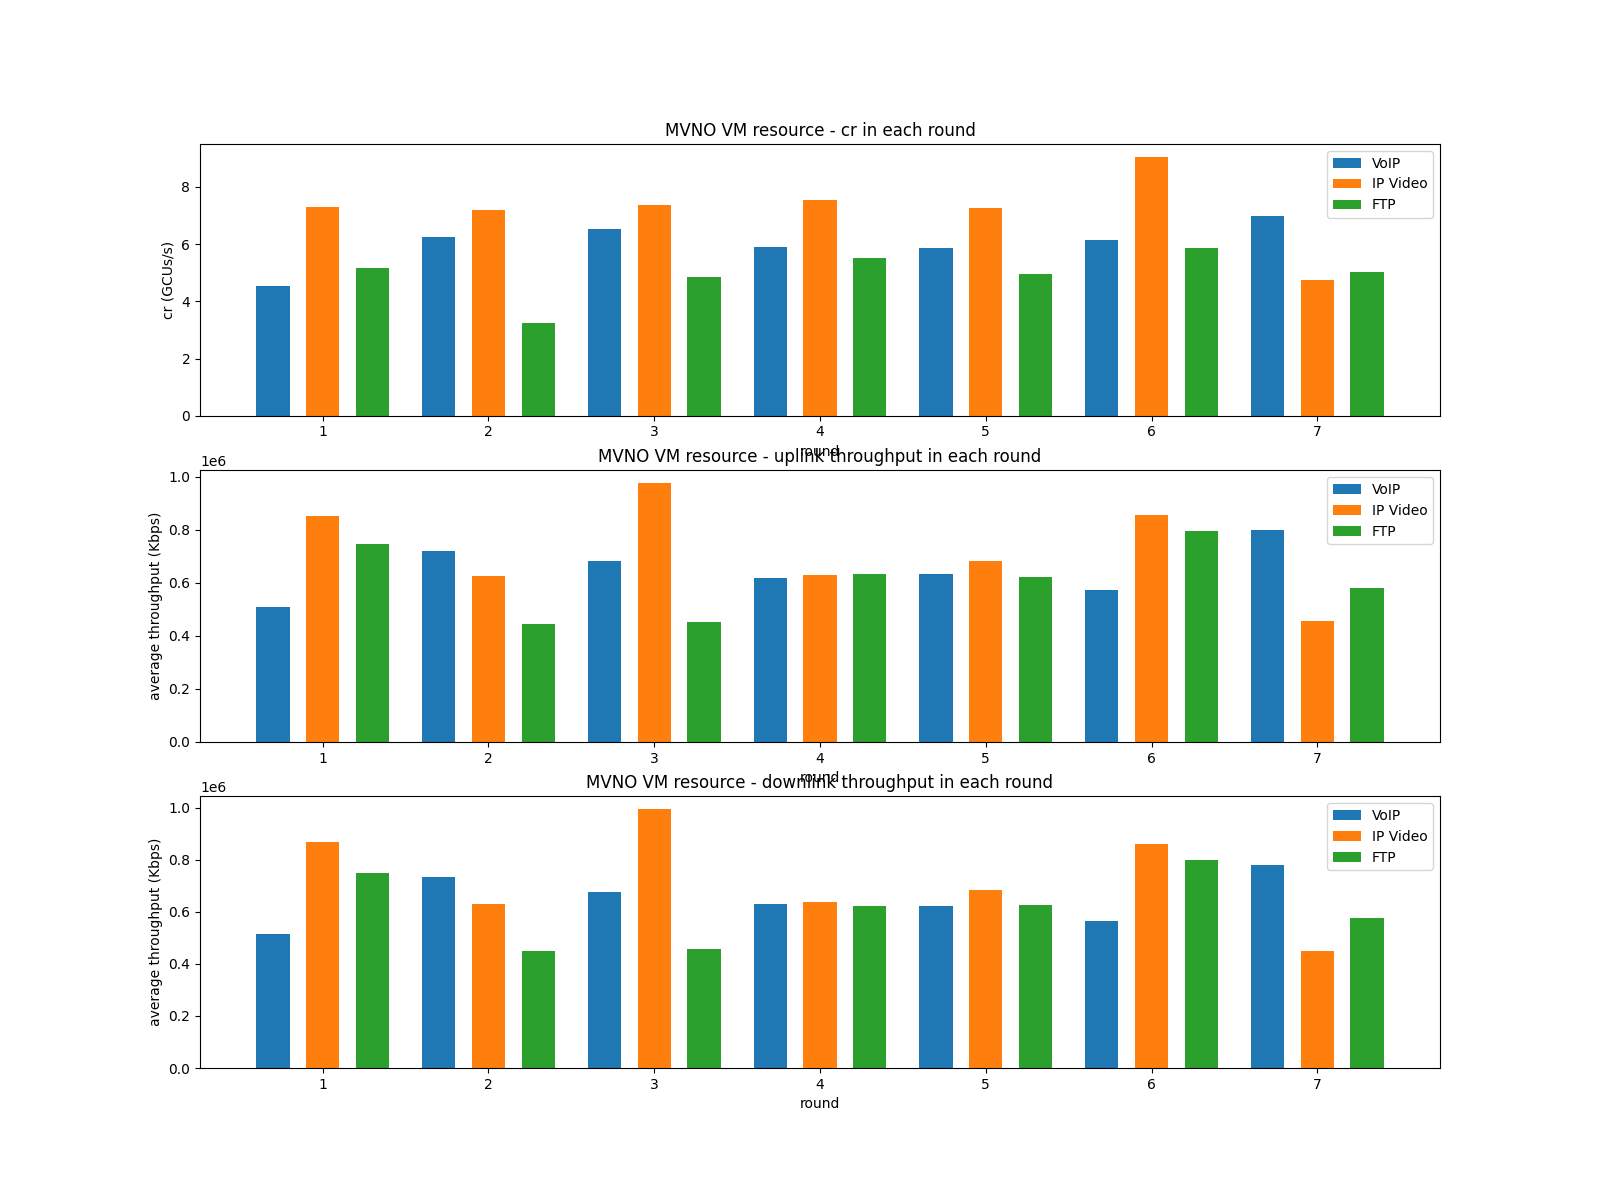 MVNO VM resource - cr in each round
cr (GCUs/s)
8
6
4
2
0
VoIP
IP Video
FTP
1 2 3 4 5 6 7
round
MVNO VM resource - uplink throughput in each round
1e6
average throughput (Kbps)
1.0
0.8
0.6
0.4
0.2
0.0
VoIP
IP Video
FTP
1 2 3 4 5 6 7
round
MVNO VM resource - downlink throughput in each round
1e6
average throughput (Kbps)
1.0
0.8
0.6
0.4
0.2
0.0
VoIP
IP Video
FTP
1 2 3 4 5 6 7
round